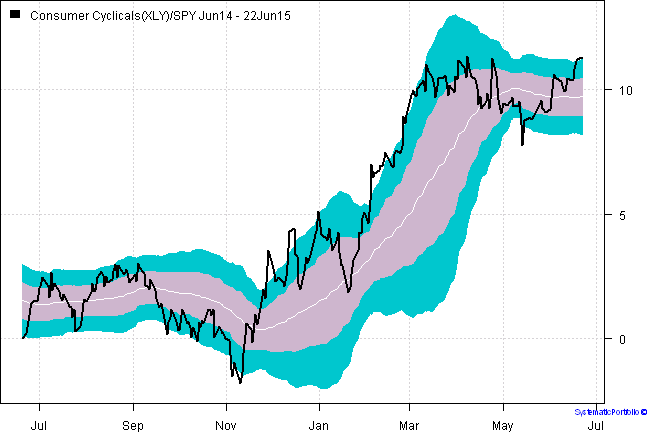 Consumer Cyclicals(XLY)/SPY Jun14 - 22Jun15
10
5
0
SystematicPortfolio ©
Jul Sep Nov Jan Mar May Jul